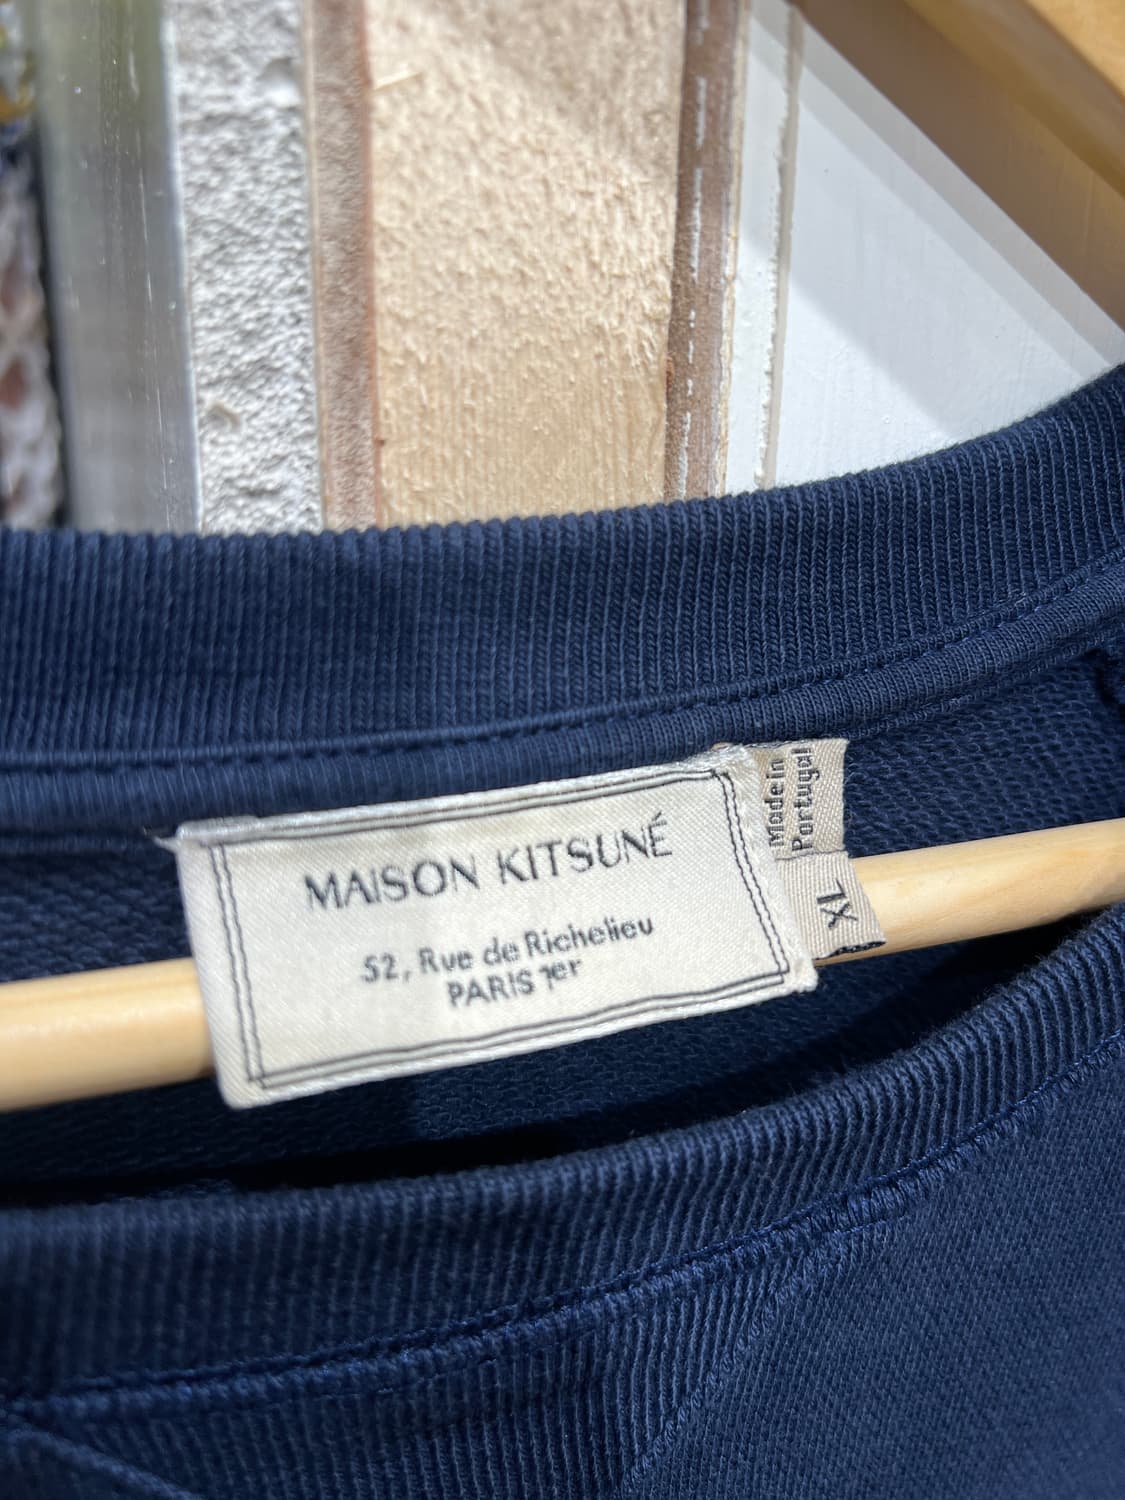 MAISON KITSUNÉ
52, Rue de Richelieu
PARIS 1er
Made in
Portugal
XL